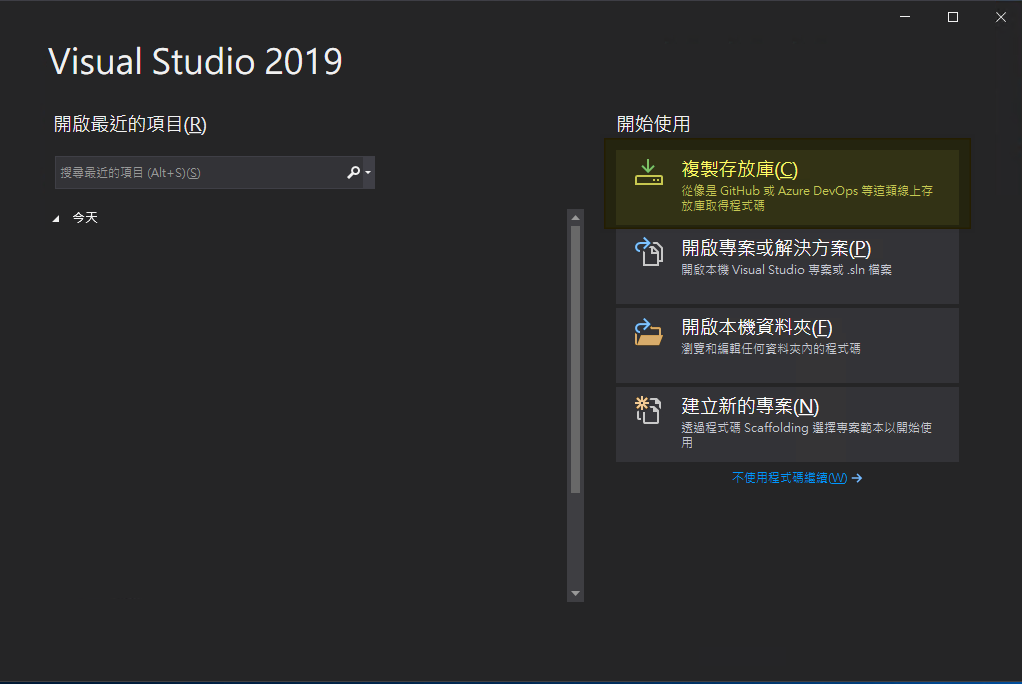 Visual Studio 2019
開啟最近的項目(R)
搜尋最近的項目 (Alt+S)(S)
今天
開始使用
複製存放庫(C)
從像是 GitHub 或 Azure DevOps 等這類線上存
放庫取得程式碼
開啟專案或解決方案(P)
開啟本機 Visual Studio 專案或 .sln 檔案
開啟本機資料夾(F)
瀏覽和編輯任何資料夾內的程式碼
建立新的專案(N)
透過程式碼 Scaffolding 選擇專案範本以開始使
用
不使用程式碼繼續(W)